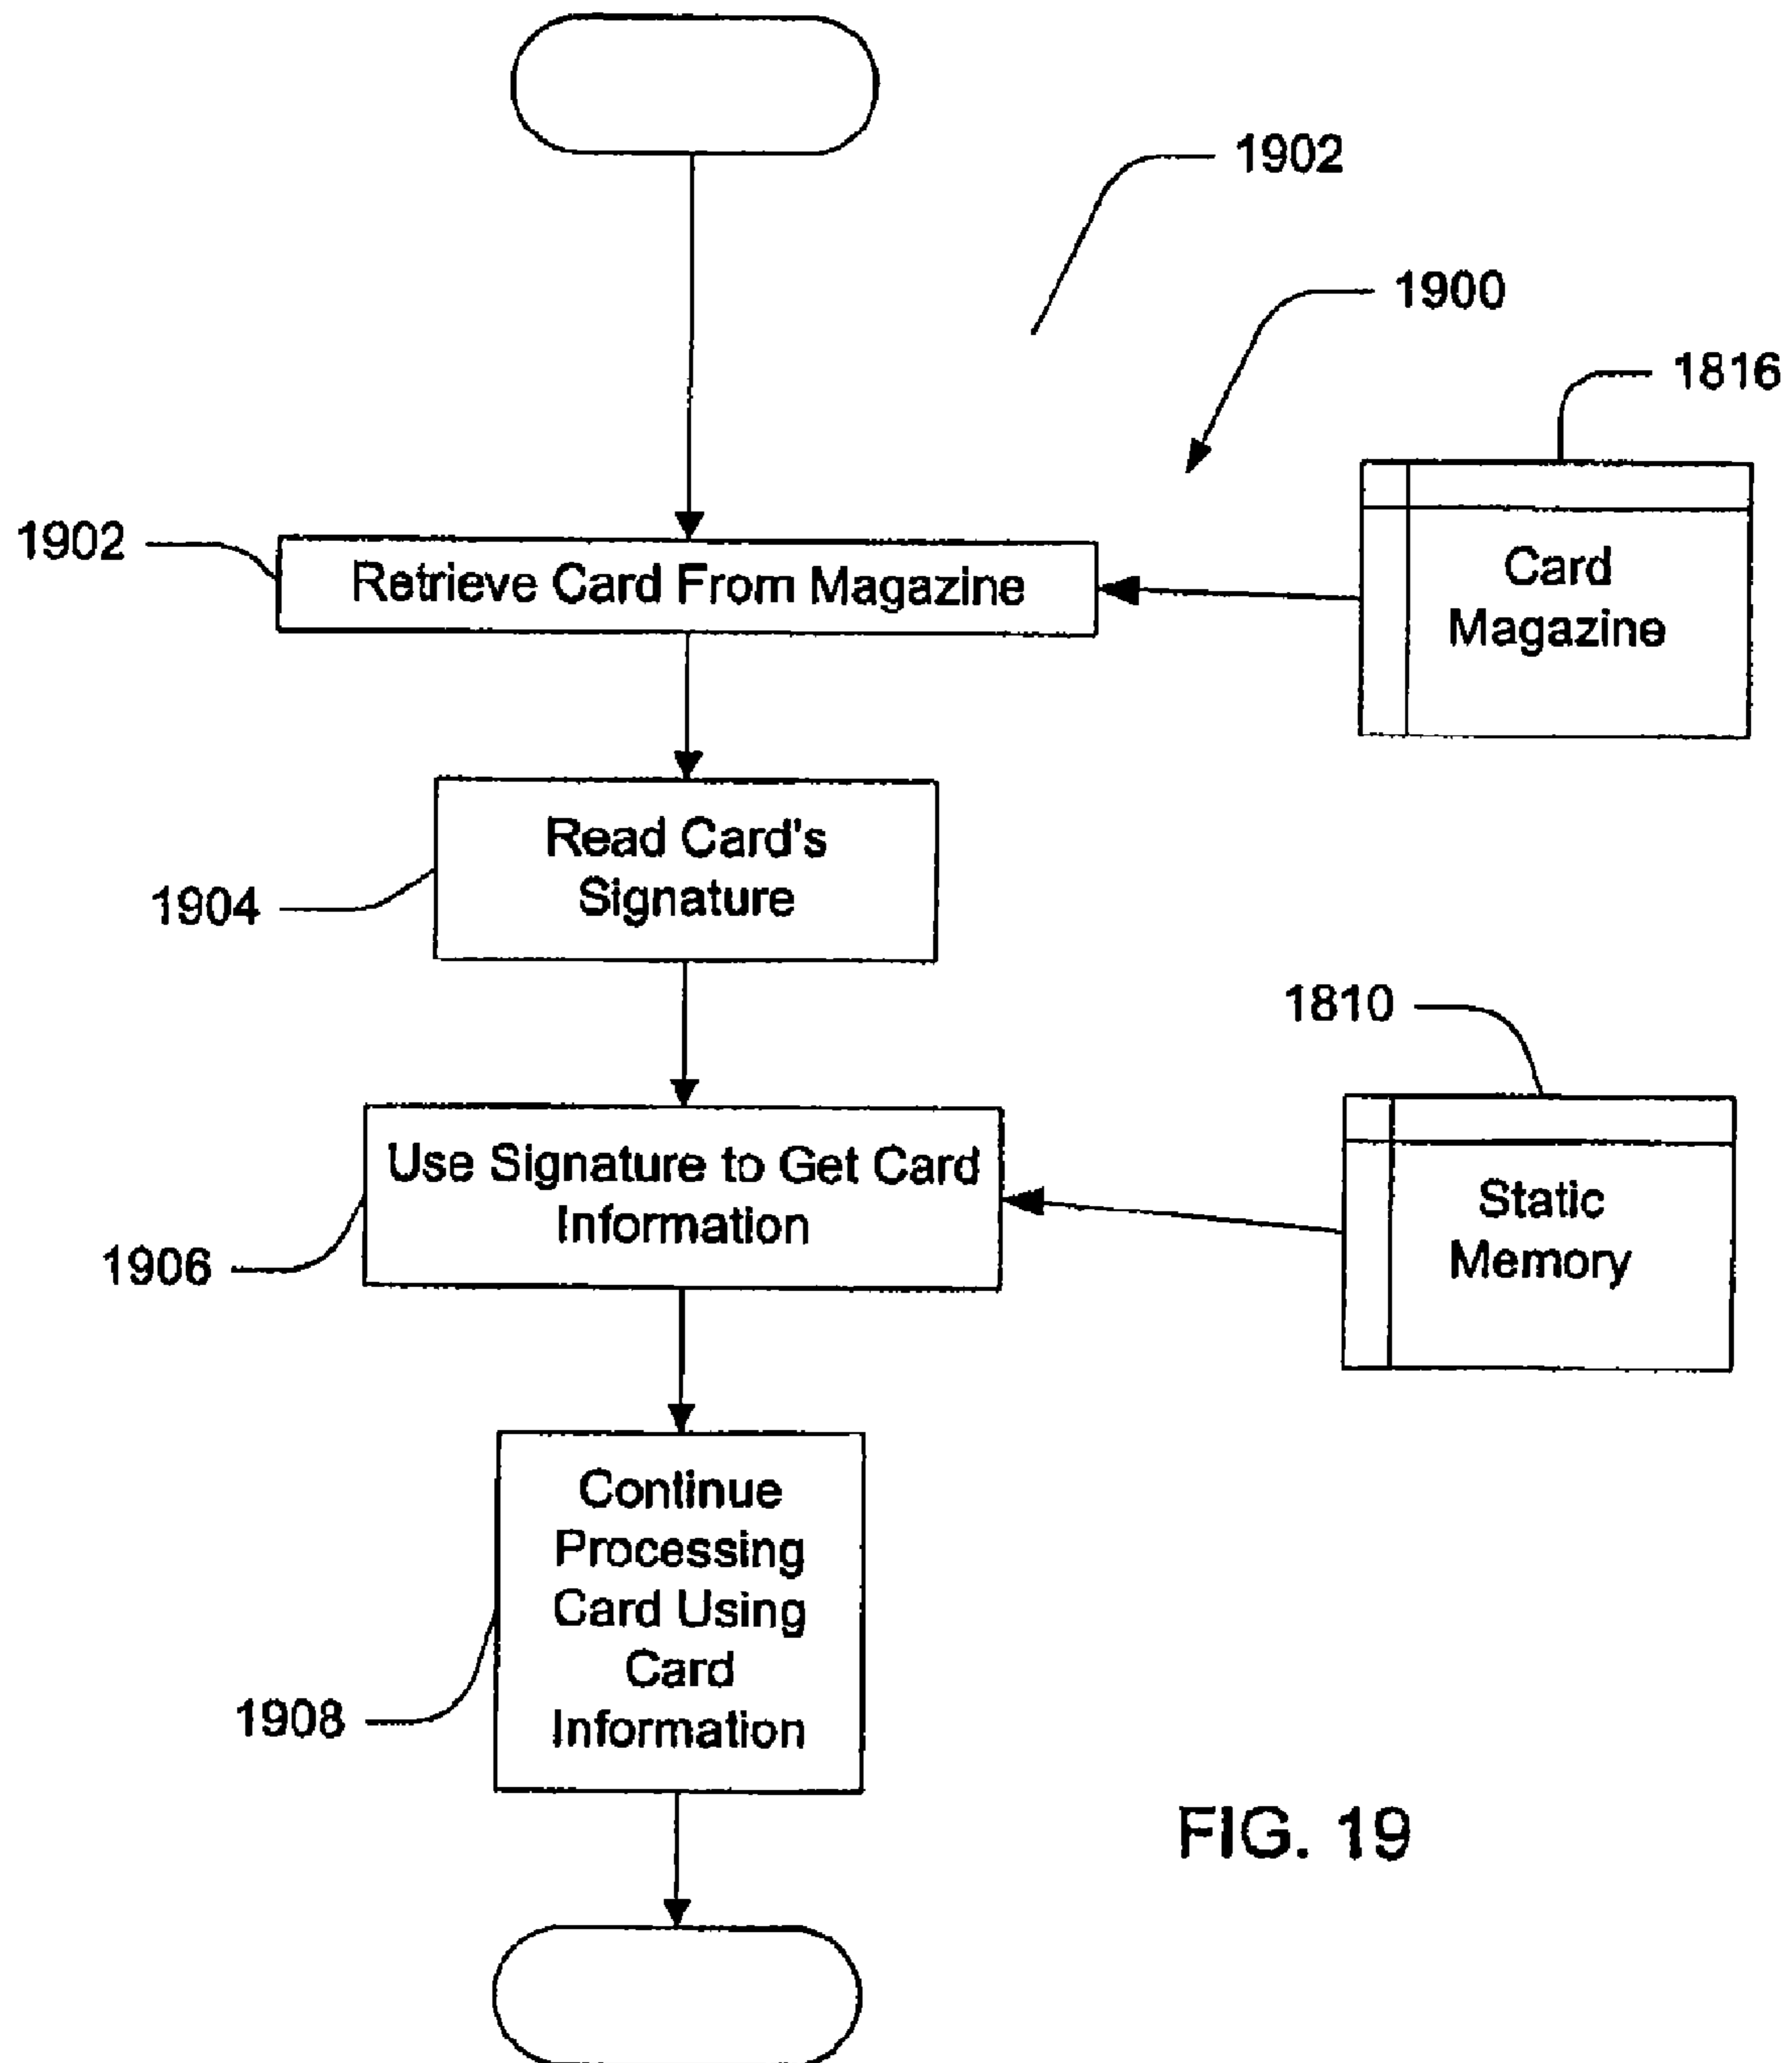 1902
1900
1816
1902
Retrieve Card From Magazine
Card
Magazine
Read Card's
Signature
1904
1810
Use Signature to Get Card
Information
Static
Memory
1906
Continue
Processing
Card Using
Card
Information
1908
FIG. 19